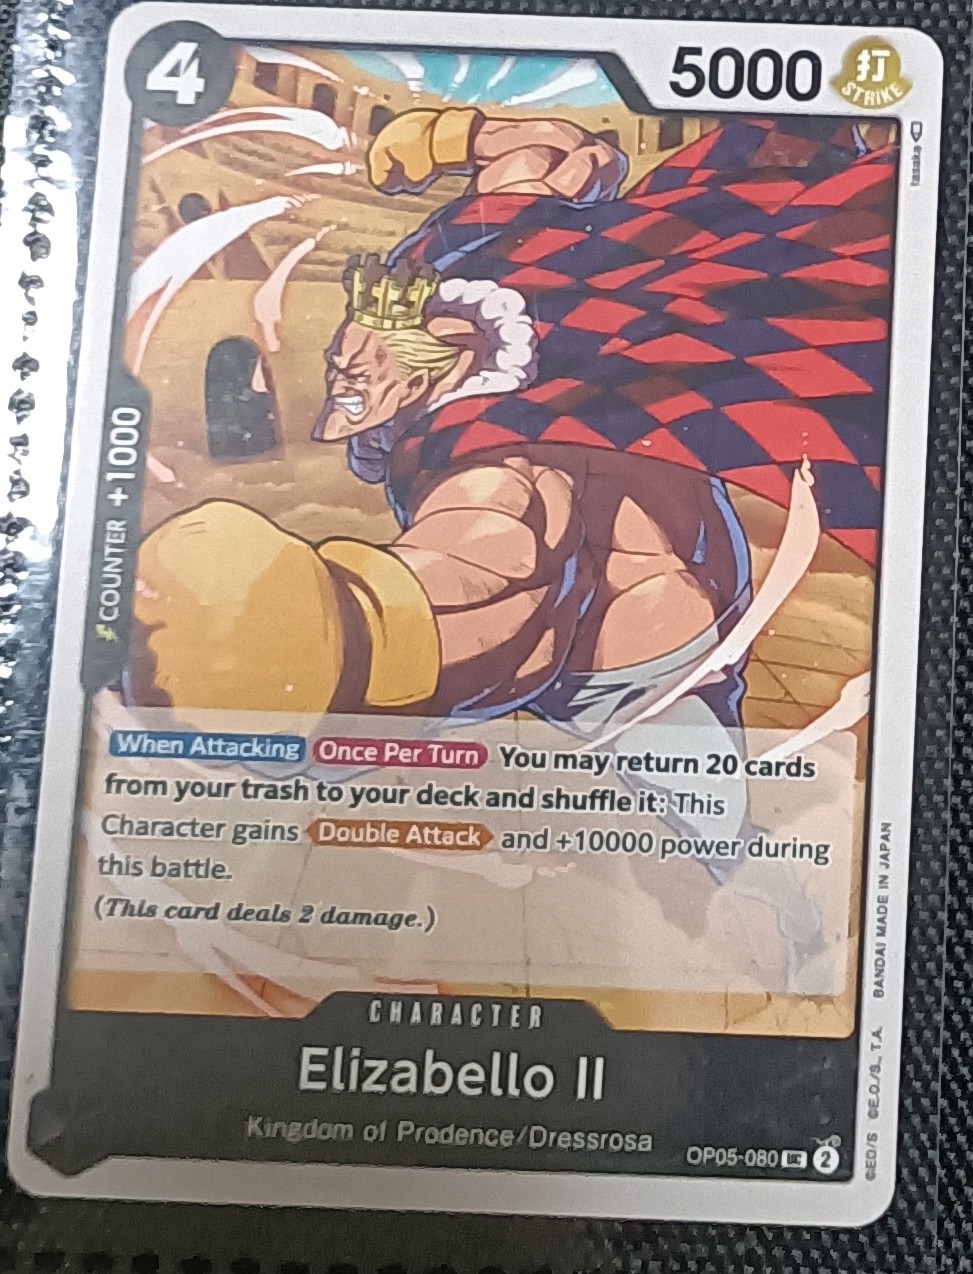 4
5000
打
STRIKE
tasaka
COUNTER +1000
When Attacking Once Per Turn You may return 20 cards
from your trash to your deck and shuffle it: This
Character gains Double Attack and +10000 power during
this battle.
(This card deals 2 damage.)
CHARACTER
Elizabello II
Kingdom of Prodence/Dressrosa
OP05-080 UC 2
©E.O/S ©E.O./S., T.A. BANDAI MADE IN JAPAN